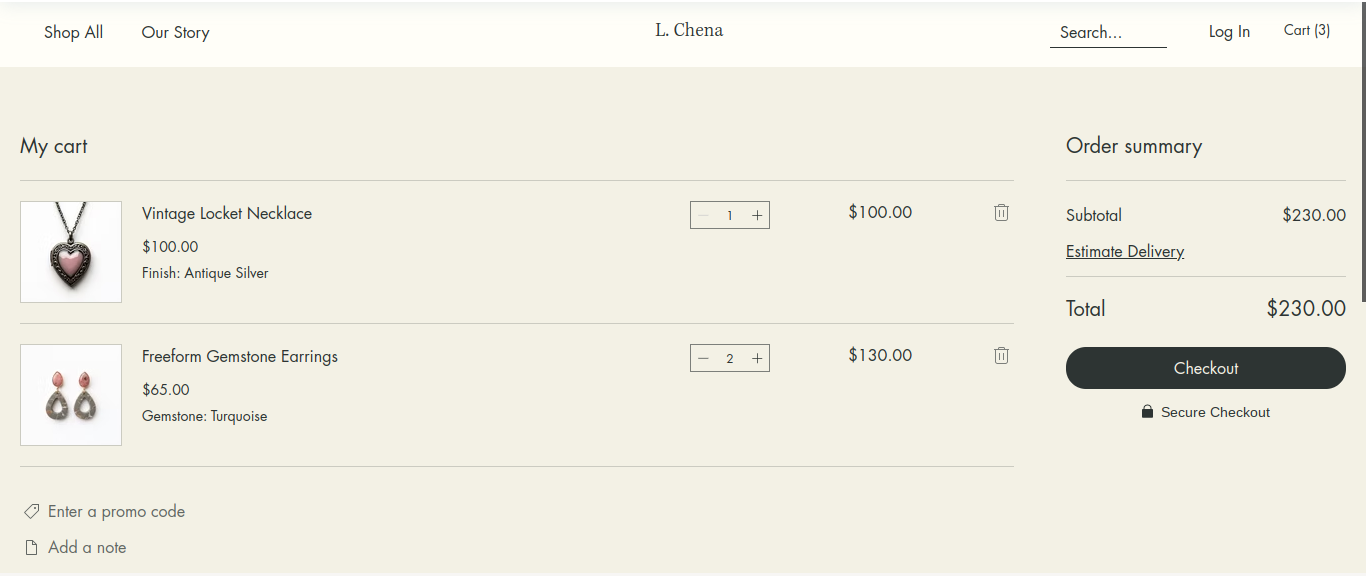 Shop All
Our Story
L. Chena
Search...
Log In
Cart (3)
My cart
Vintage Locket Necklace
$100.00
Finish: Antique Silver
1
$100.00
Freeform Gemstone Earrings
$65.00
Gemstone: Turquoise
2
$130.00
Enter a promo code
Add a note
Order summary
Subtotal $230.00
Estimate Delivery
Total $230.00
Checkout
Secure Checkout